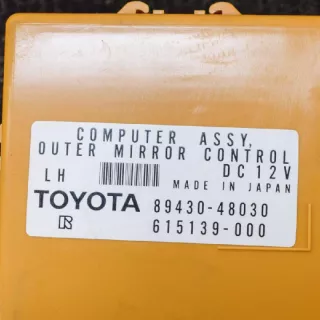 COMPUTER ASSY,
OUTER MIRROR CONTROL
LH DC 12V
MADE IN JAPAN
TOYOTA 89430-48030
615139-000